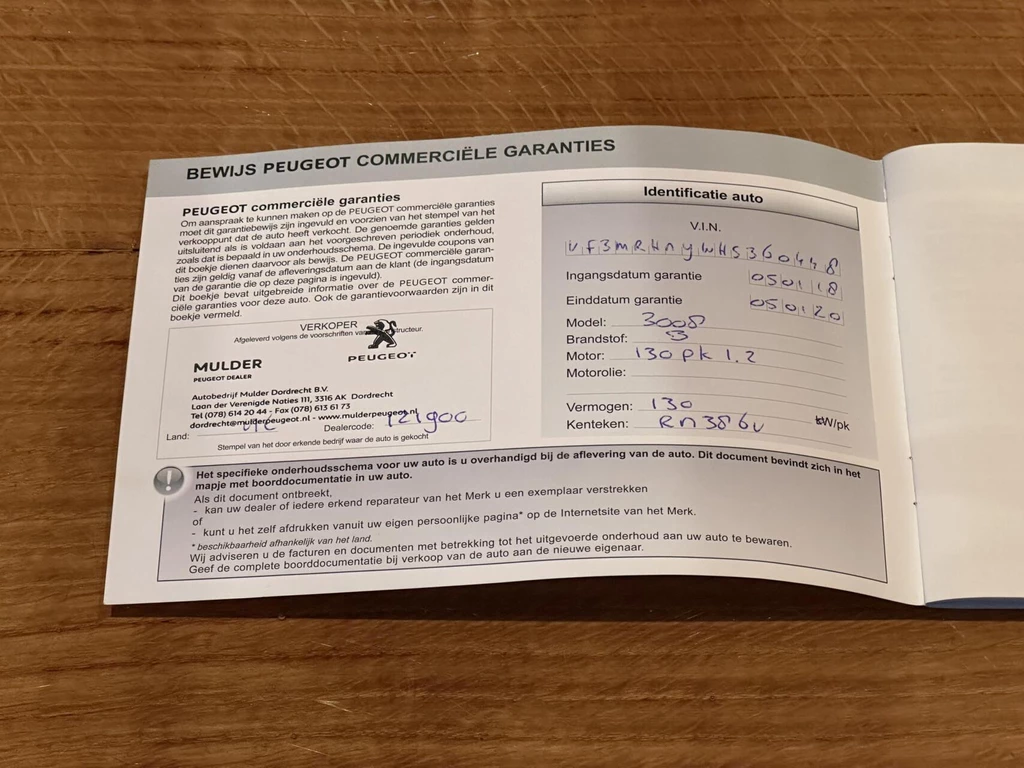 BEWIJS PEUGEOT COMMERCIËLE GARANTIES
PEUGEOT commerciële garanties
Om aanspraak te kunnen maken op de PEUGEOT commerciële garanties
moet dit garantiebewijs zijn ingevuld en voorzien van het stempel van het
verkooppunt dat de auto heeft verkocht. De genoemde garanties gelden
uitsluitend als is voldaan aan het voorgeschreven periodiek onderhoud,
zoals dat is bepaald in uw onderhoudsschema. De ingevulde coupons van
dit boekje dienen daarvoor als bewijs. De PEUGEOT commerciële garan-
ties zijn geldig vanaf de afleveringsdatum aan de klant (de ingangsdatum
van de garantie die op deze pagina is ingevuld).
Dit boekje bevat uitgebreide informatie over de PEUGEOT commer-
ciële garanties voor deze auto. Ook de garantievoorwaarden zijn in dit
boekje vermeld.
VERKOPER
Afgeleverd volgens de voorschriften van structeur.
PEUGEOT
MULDER
PEUGEOT DEALER
Autobedrijf Mulder Dordrecht B.V.
Laan der Verenigde Naties 111, 3316 AK Dordrecht
Tel (078) 614 20 44 - Fax (078) 613 61 73
dordrecht@mulderpeugeot.nl - www.mulderpeugeot.nl
Land: Dealercode: 121900
Stempel van het door erkende bedrijf waar de auto is gekocht
Identificatie auto
V.I.N.
VF3MRHNYWHS360448
Ingangsdatum garantie 050118
Einddatum garantie 050120
Model: 3008
Brandstof:
Motor: 130 pk 1.2
Motorolie:
Vermogen: 130 kW/pk
Kenteken: RN386V
Het specifieke onderhoudsschema voor uw auto is u overhandigd bij de aflevering van de auto. Dit document bevindt zich in het
mapje met boorddocumentatie in uw auto.
Als dit document ontbreekt,
- kan uw dealer of iedere erkend reparateur van het Merk u een exemplaar verstrekken
of
- kunt u het zelf afdrukken vanuit uw eigen persoonlijke pagina* op de Internetsite van het Merk.
* beschikbaarheid afhankelijk van het land.
Wij adviseren u de facturen en documenten met betrekking tot het uitgevoerde onderhoud aan uw auto te bewaren.
Geef de complete boorddocumentatie bij verkoop van de auto aan de nieuwe eigenaar.